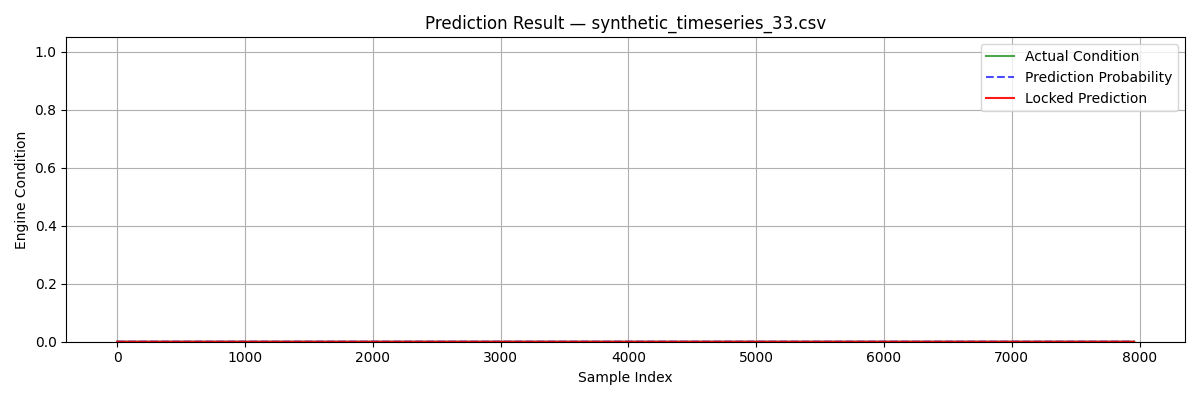 Prediction Result — synthetic_timeseries_33.csv
Engine Condition
1.0
0.8
0.6
0.4
0.2
0.0
Actual Condition
Prediction Probability
Locked Prediction
0 1000 2000 3000 4000 5000 6000 7000 8000
Sample Index